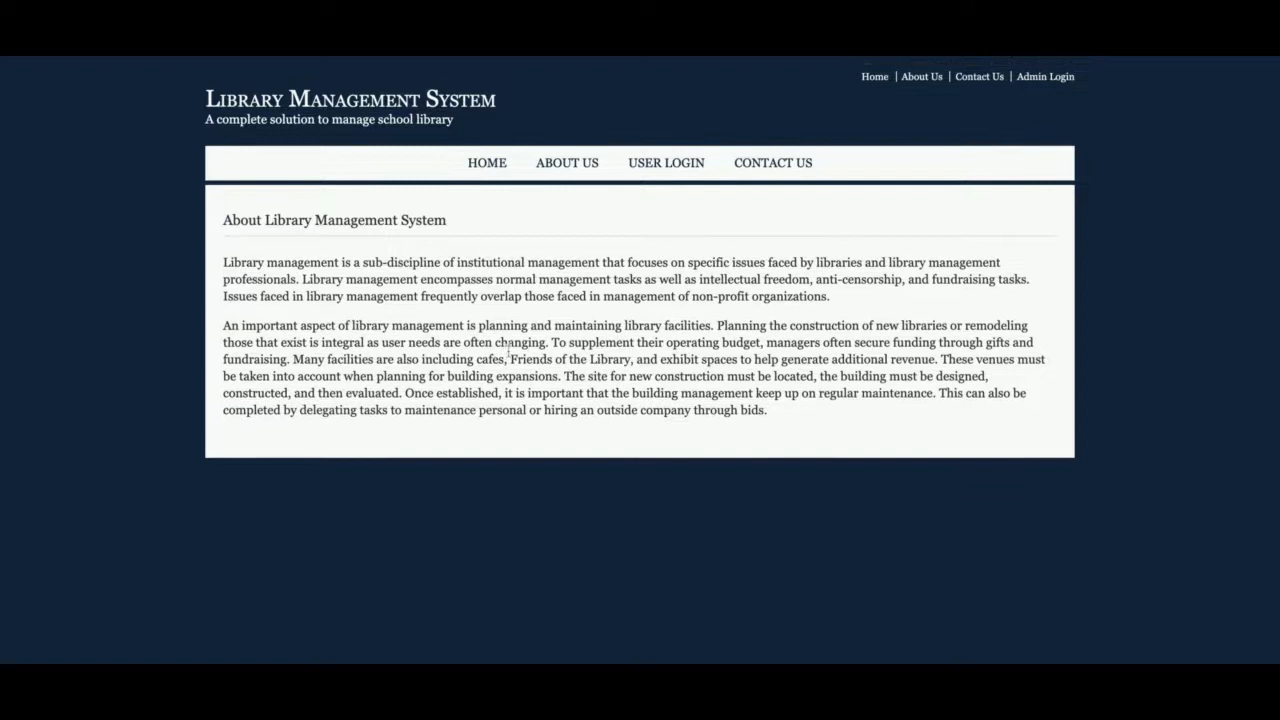 Home | About Us | Contact Us | Admin Login
LIBRARY MANAGEMENT SYSTEM
A complete solution to manage school library
HOME ABOUT US USER LOGIN CONTACT US
About Library Management System
Library management is a sub-discipline of institutional management that focuses on specific issues faced by libraries and library management
professionals. Library management encompasses normal management tasks as well as intellectual freedom, anti-censorship, and fundraising tasks.
Issues faced in library management frequently overlap those faced in management of non-profit organizations.
An important aspect of library management is planning and maintaining library facilities. Planning the construction of new libraries or remodeling
those that exist is integral as user needs are often changing. To supplement their operating budget, managers often secure funding through gifts and
fundraising. Many facilities are also including cafes, Friends of the Library, and exhibit spaces to help generate additional revenue. These venues must
be taken into account when planning for building expansions. The site for new construction must be located, the building must be designed,
constructed, and then evaluated. Once established, it is important that the building management keep up on regular maintenance. This can also be
completed by delegating tasks to maintenance personal or hiring an outside company through bids.